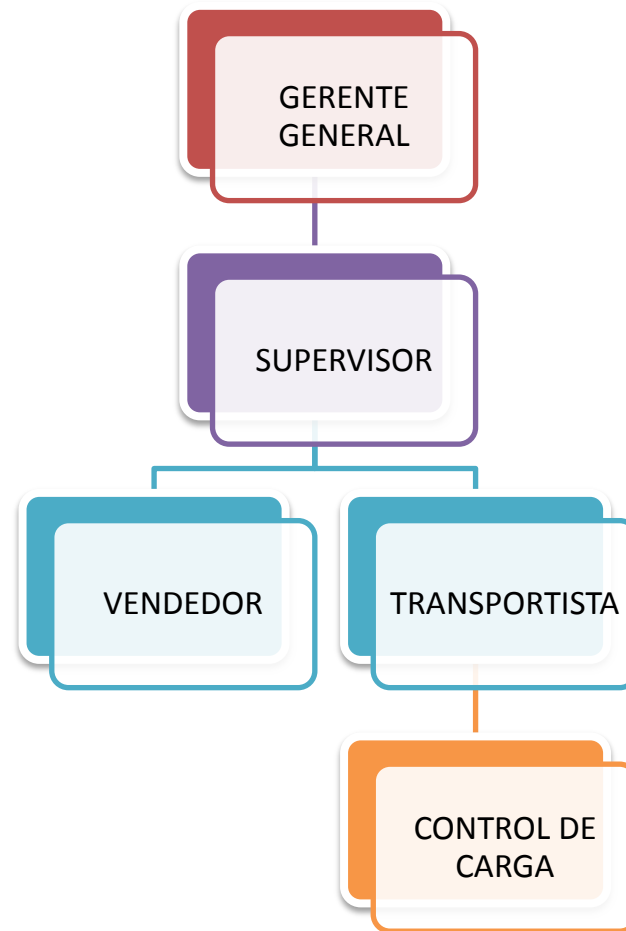 GERENTE
GENERAL
SUPERVISOR
VENDEDOR
TRANSPORTISTA
CONTROL DE
CARGA